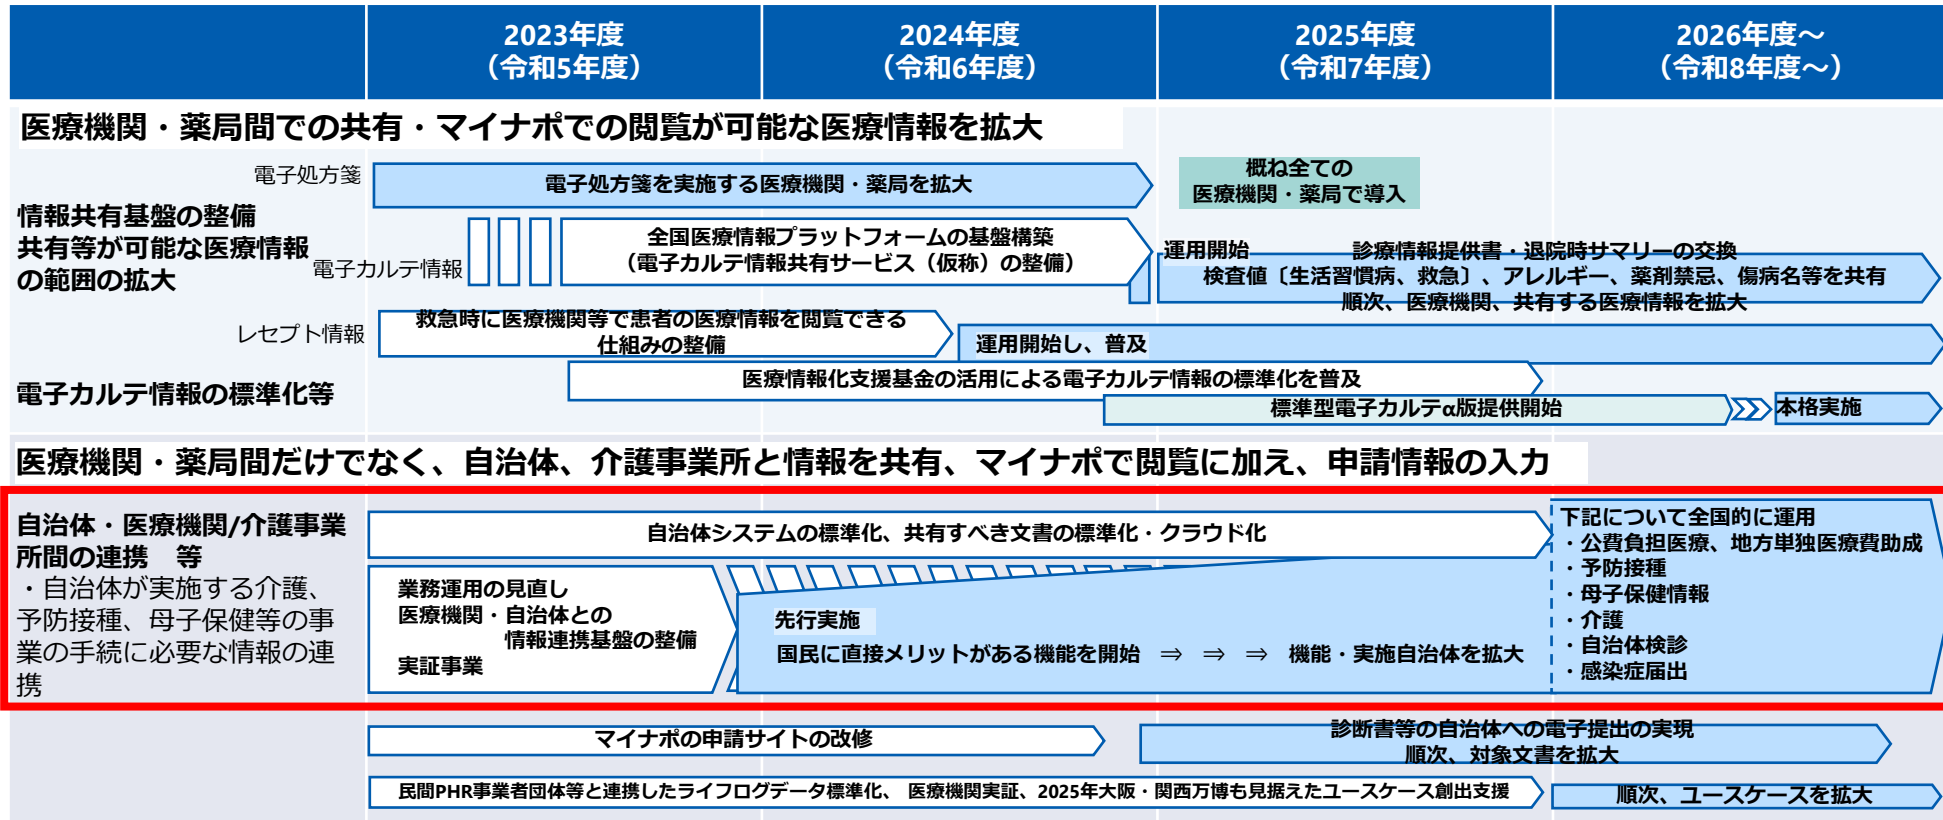 2023年度
（令和5年度）
2024年度
（令和6年度）
2025年度
（令和7年度）
2026年度～
（令和8年度～）
医療機関・薬局間での共有・マイナポでの閲覧が可能な医療情報を拡大
情報共有基盤の整備
共有等が可能な医療情報
の範囲の拡大
電子処方箋
電子処方箋を実施する医療機関・薬局を拡大
概ね全ての
医療機関・薬局で導入
電子カルテ情報
全国医療情報プラットフォームの基盤構築
（電子カルテ情報共有サービス（仮称）の整備）
運用開始
診療情報提供書・退院時サマリーの交換
検査値〔生活習慣病、救急〕、アレルギー、薬剤禁忌、傷病名等を共有
順次、医療機関、共有する医療情報を拡大
レセプト情報
救急時に医療機関等で患者の医療情報を閲覧できる
仕組みの整備
運用開始し、普及
電子カルテ情報の標準化等
医療情報化支援基金の活用による電子カルテ情報の標準化を普及
標準型電子カルテα版提供開始
本格実施
医療機関・薬局間だけでなく、自治体、介護事業所と情報を共有、マイナポで閲覧に加え、申請情報の入力
自治体・医療機関/介護事業
所間の連携　等
・自治体が実施する介護、
予防接種、母子保健等の事
業の手続に必要な情報の連
携
自治体システムの標準化、共有すべき文書の標準化・クラウド化
業務運用の見直し
医療機関・自治体との
情報連携基盤の整備
実証事業
先行実施
国民に直接メリットがある機能を開始　⇒　⇒　⇒　機能・実施自治体を拡大
下記について全国的に運用
・公費負担医療、地方単独医療費助成
・予防接種
・母子保健情報
・介護
・自治体検診
・感染症届出
マイナポの申請サイトの改修
診断書等の自治体への電子提出の実現
順次、対象文書を拡大
民間PHR事業者団体等と連携したライフログデータ標準化、 医療機関実証、2025年大阪・関西万博も見据えたユースケース創出支援
順次、ユースケースを拡大